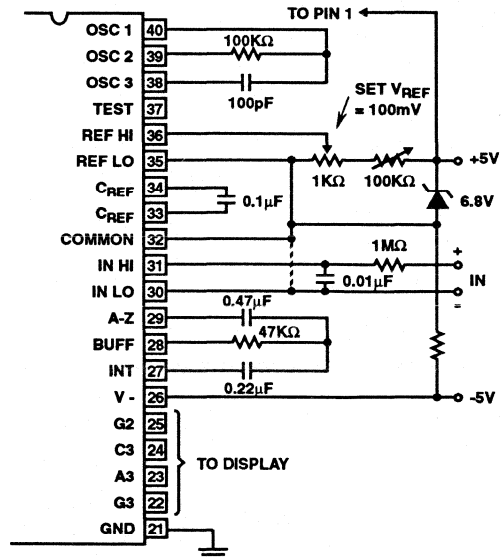 TO PIN 1
OSC 1 40
100KΩ
OSC 2 39
OSC 3 38
100pF
SET VREF
= 100mV
TEST 37
REF HI 36
REF LO 35
+5V
1KΩ
100KΩ
CREF 34
0.1µF
6.8V
CREF 33
COMMON 32
1MΩ
+
IN HI 31
0.01µF
IN
IN LO 30
=
0.47µF
A-Z 29
47KΩ
BUFF 28
INT 27
0.22µF
V - 26
-5V
G2 25
C3 24
TO DISPLAY
A3 23
G3 22
GND 21